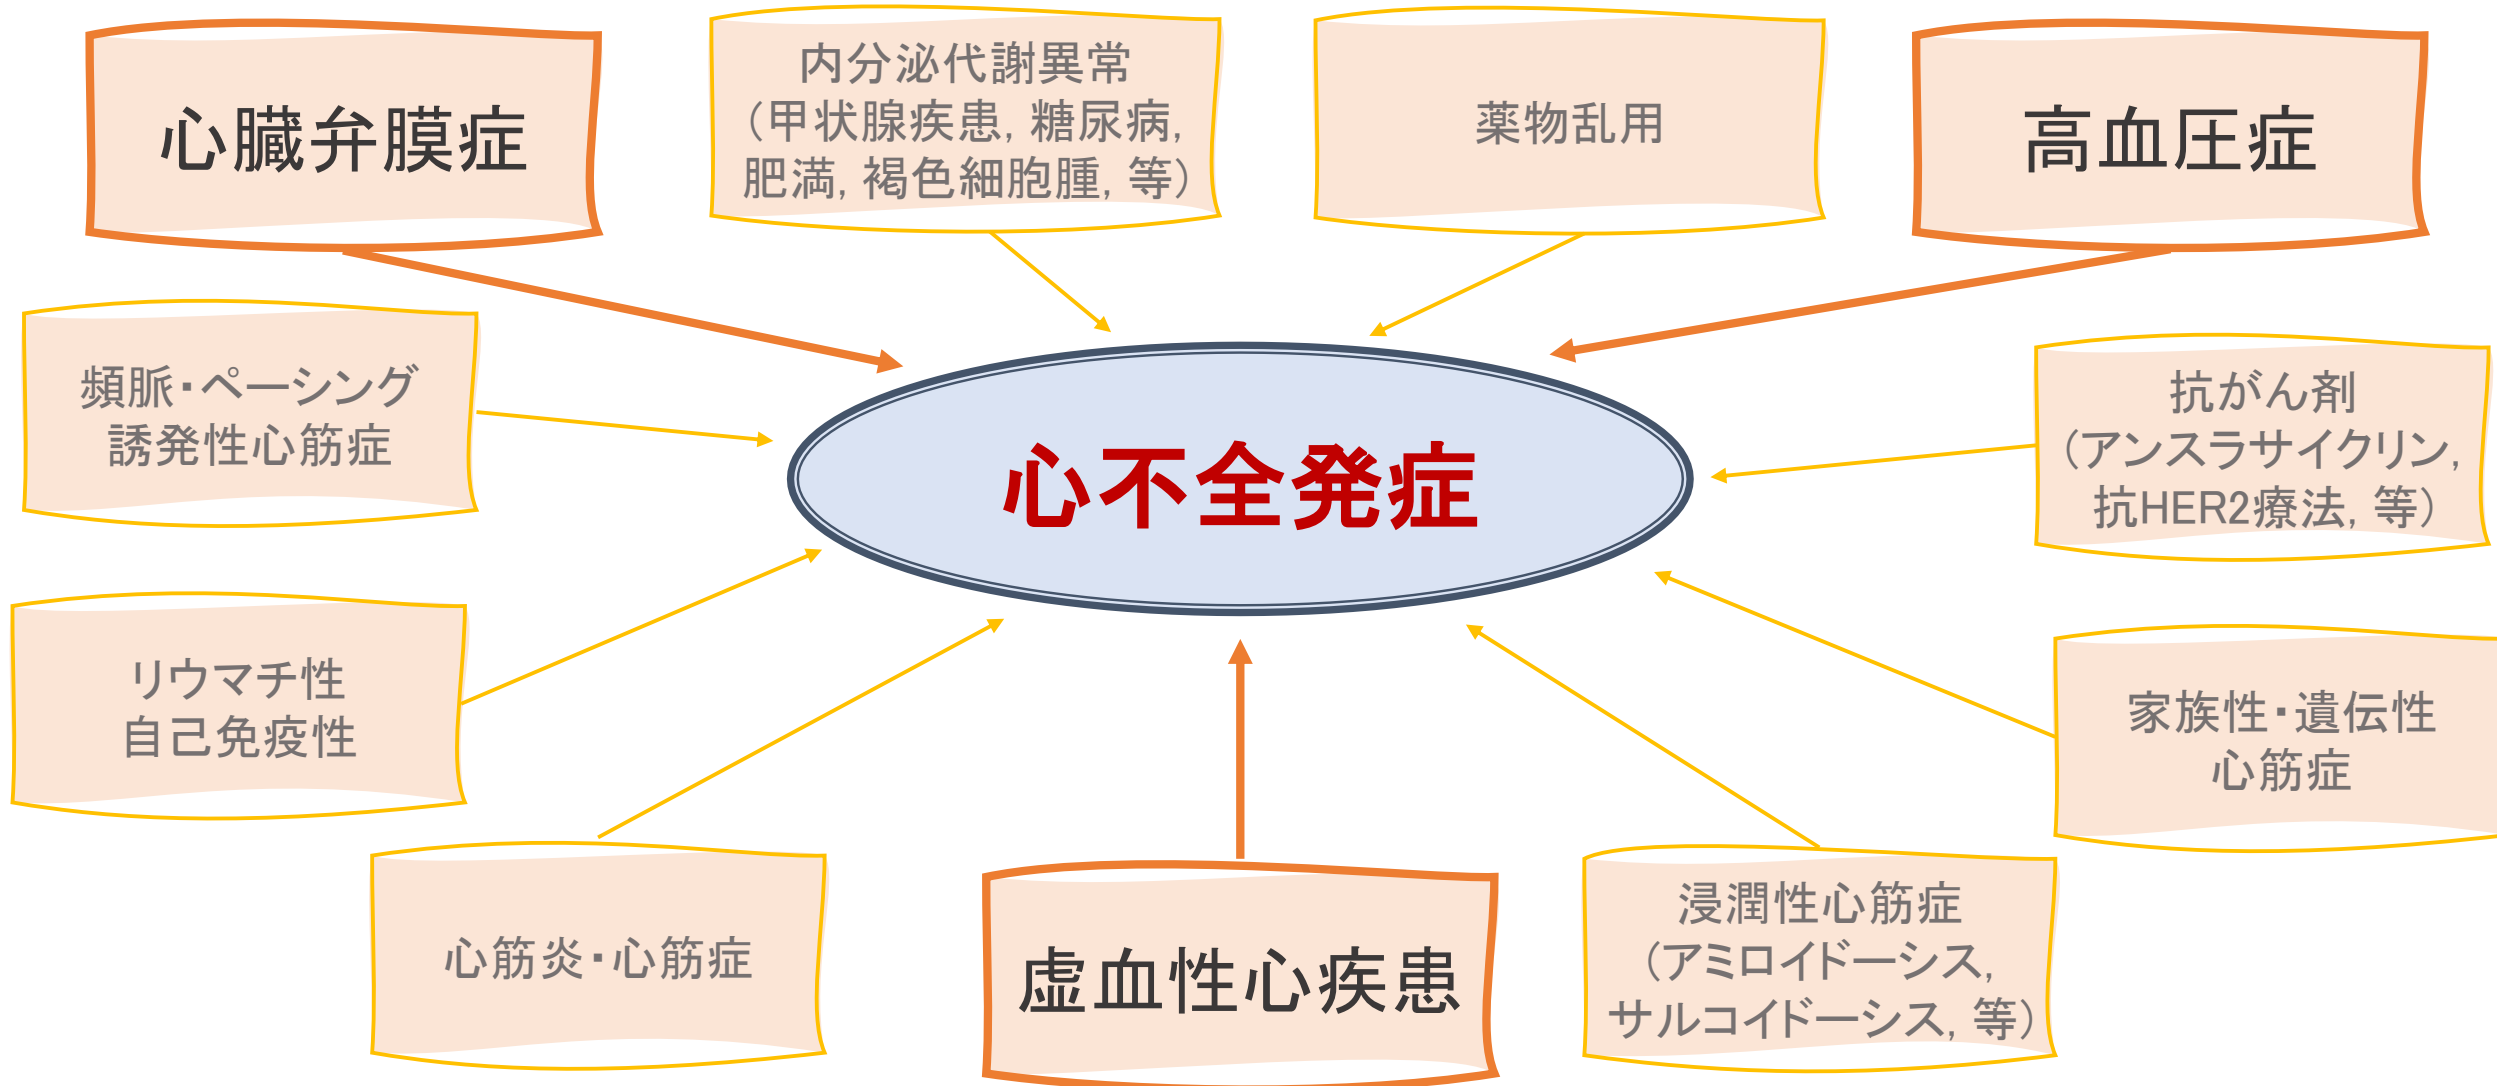 心臓弁膜症
内分泌代謝異常
（甲状腺疾患，糖尿病，
肥満，褐色細胞腫，等）
薬物乱用
高血圧症
頻脈・ペーシング
誘発性心筋症
抗がん剤
（アンスラサイクリン，
抗HER2療法，等）
心不全発症
リウマチ性
自己免疫性
家族性・遺伝性
心筋症
心筋炎・心筋症
虚血性心疾患
浸潤性心筋症
（アミロイドーシス，
サルコイドーシス，等）